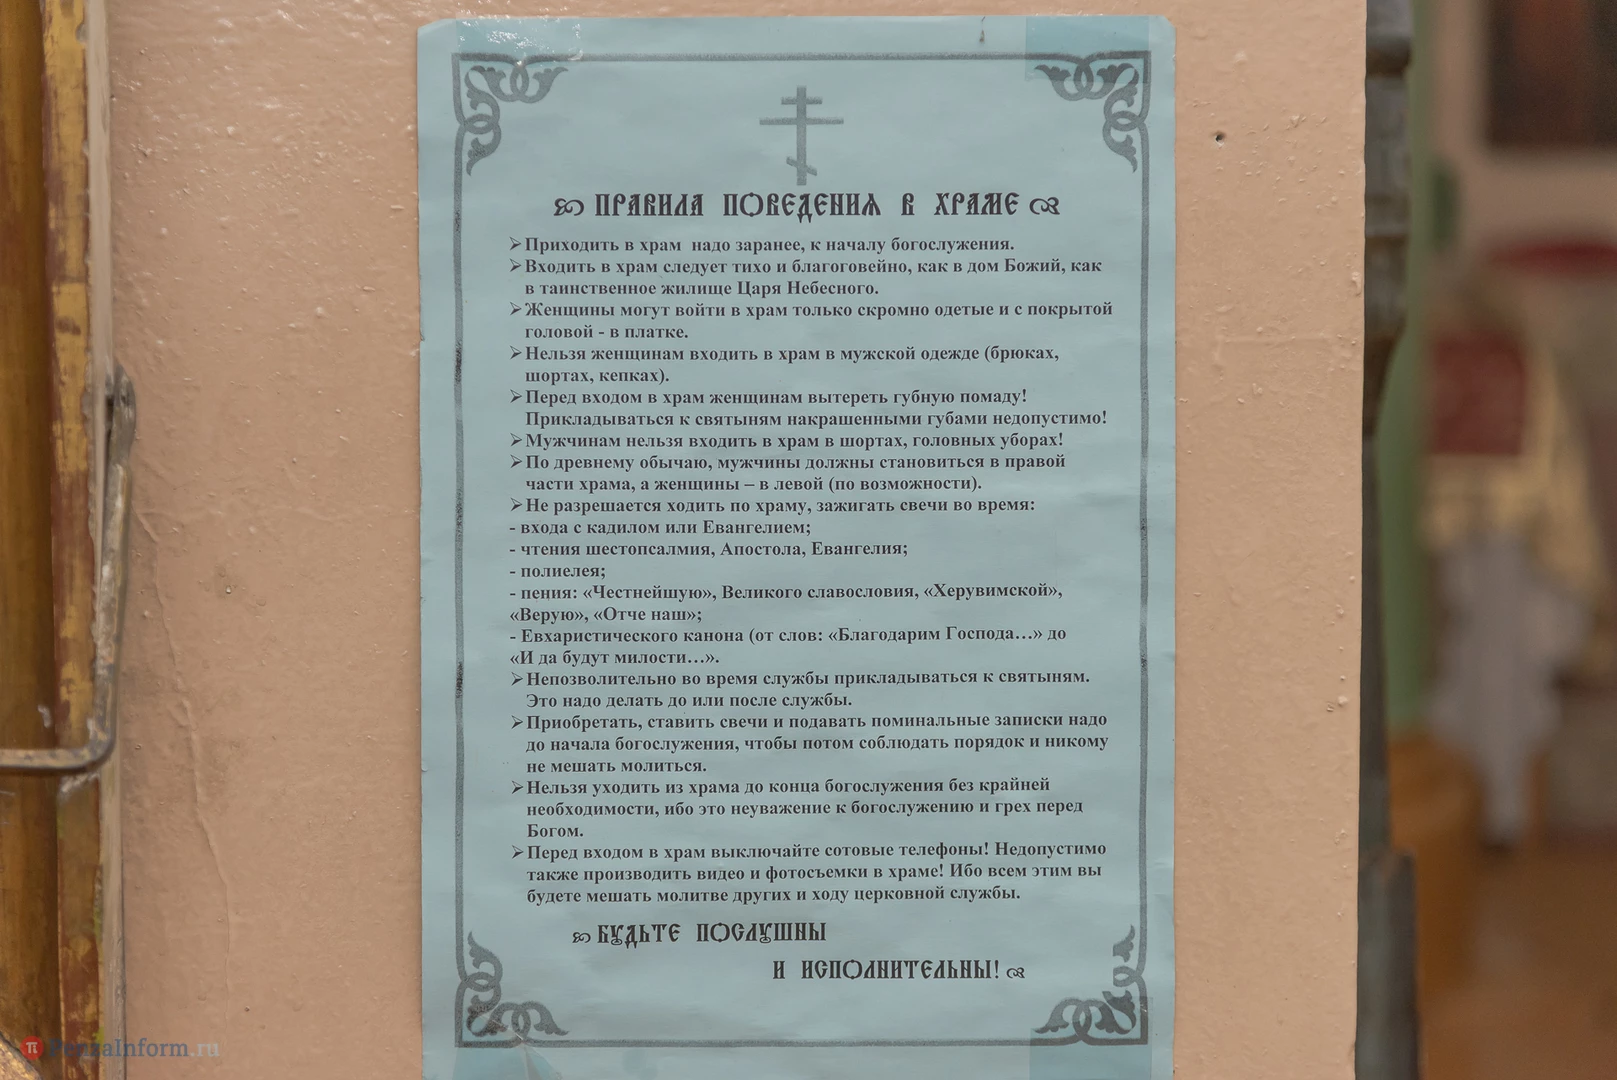 ПРАВИЛА ПОВЕДЕНИЯ В ХРАМЕ
➢Приходить в храм надо заранее, к началу богослужения.
➢Входить в храм следует тихо и благоговейно, как в дом Божий, как
в таинственное жилище Царя Небесного.
➢Женщины могут войти в храм только скромно одетые и с покрытой
головой - в платке.
➢Нельзя женщинам входить в храм в мужской одежде (брюках,
шортах, кепках).
➢Перед входом в храм женщинам вытереть губную помаду!
Прикладываться к святыням накрашенными губами недопустимо!
➢Мужчинам нельзя входить в храм в шортах, головных уборах!
➢По древнему обычаю, мужчины должны становиться в правой
части храма, а женщины – в левой (по возможности).
➢Не разрешается ходить по храму, зажигать свечи во время:
- входа с кадилом или Евангелием;
- чтения шестопсалмия, Апостола, Евангелия;
- полиелея;
- пения: «Честнейшую», Великого славословия, «Херувимской»,
«Верую», «Отче наш»;
- Евхаристического канона (от слов: «Благодарим Господа…» до
«И да будут милости…».
➢Непозволительно во время службы прикладываться к святыням.
Это надо делать до или после службы.
➢Приобретать, ставить свечи и подавать поминальные записки надо
до начала богослужения, чтобы потом соблюдать порядок и никому
не мешать молиться.
➢Нельзя уходить из храма до конца богослужения без крайней
необходимости, ибо это неуважение к богослужению и грех перед
Богом.
➢Перед входом в храм выключайте сотовые телефоны! Недопустимо
также производить видео и фотосъемки в храме! Ибо всем этим вы
будете мешать молитве других и ходу церковной службы.
БУДЬТЕ ПОСЛУШНЫ
И ИСПОЛНИТЕЛЬНЫ!
PenzaInform.ru